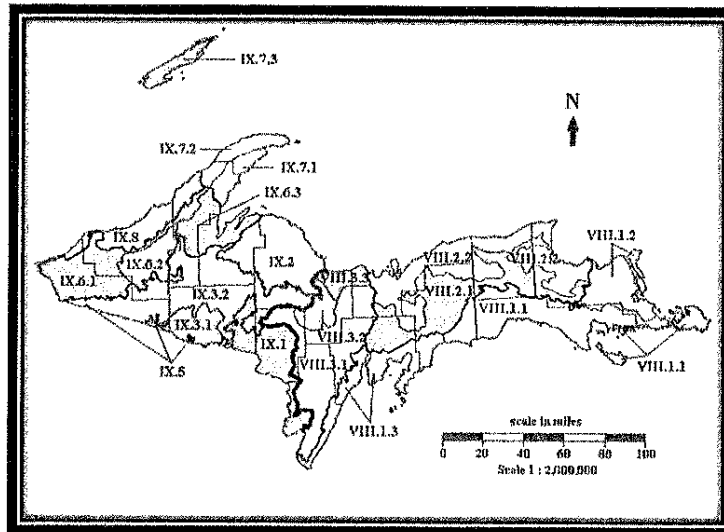 IX.7.3
N
IX.7.2
IX.7.1
IX.6.3
IX.8
IX.2
VIII.1.2
IX.6.2
VIII.2.2
VIII.2.2
IX.6.1
VIII.3.3
VIII.2.1
IX.3.2
VIII.1.1
IX.3.1
IX.1
VIII.3.2
VIII.3.1
IX.5
VIII.1.1
VIII.1.3
scale in miles
0 20 40 60 80 100
Scale 1 : 2,000,000